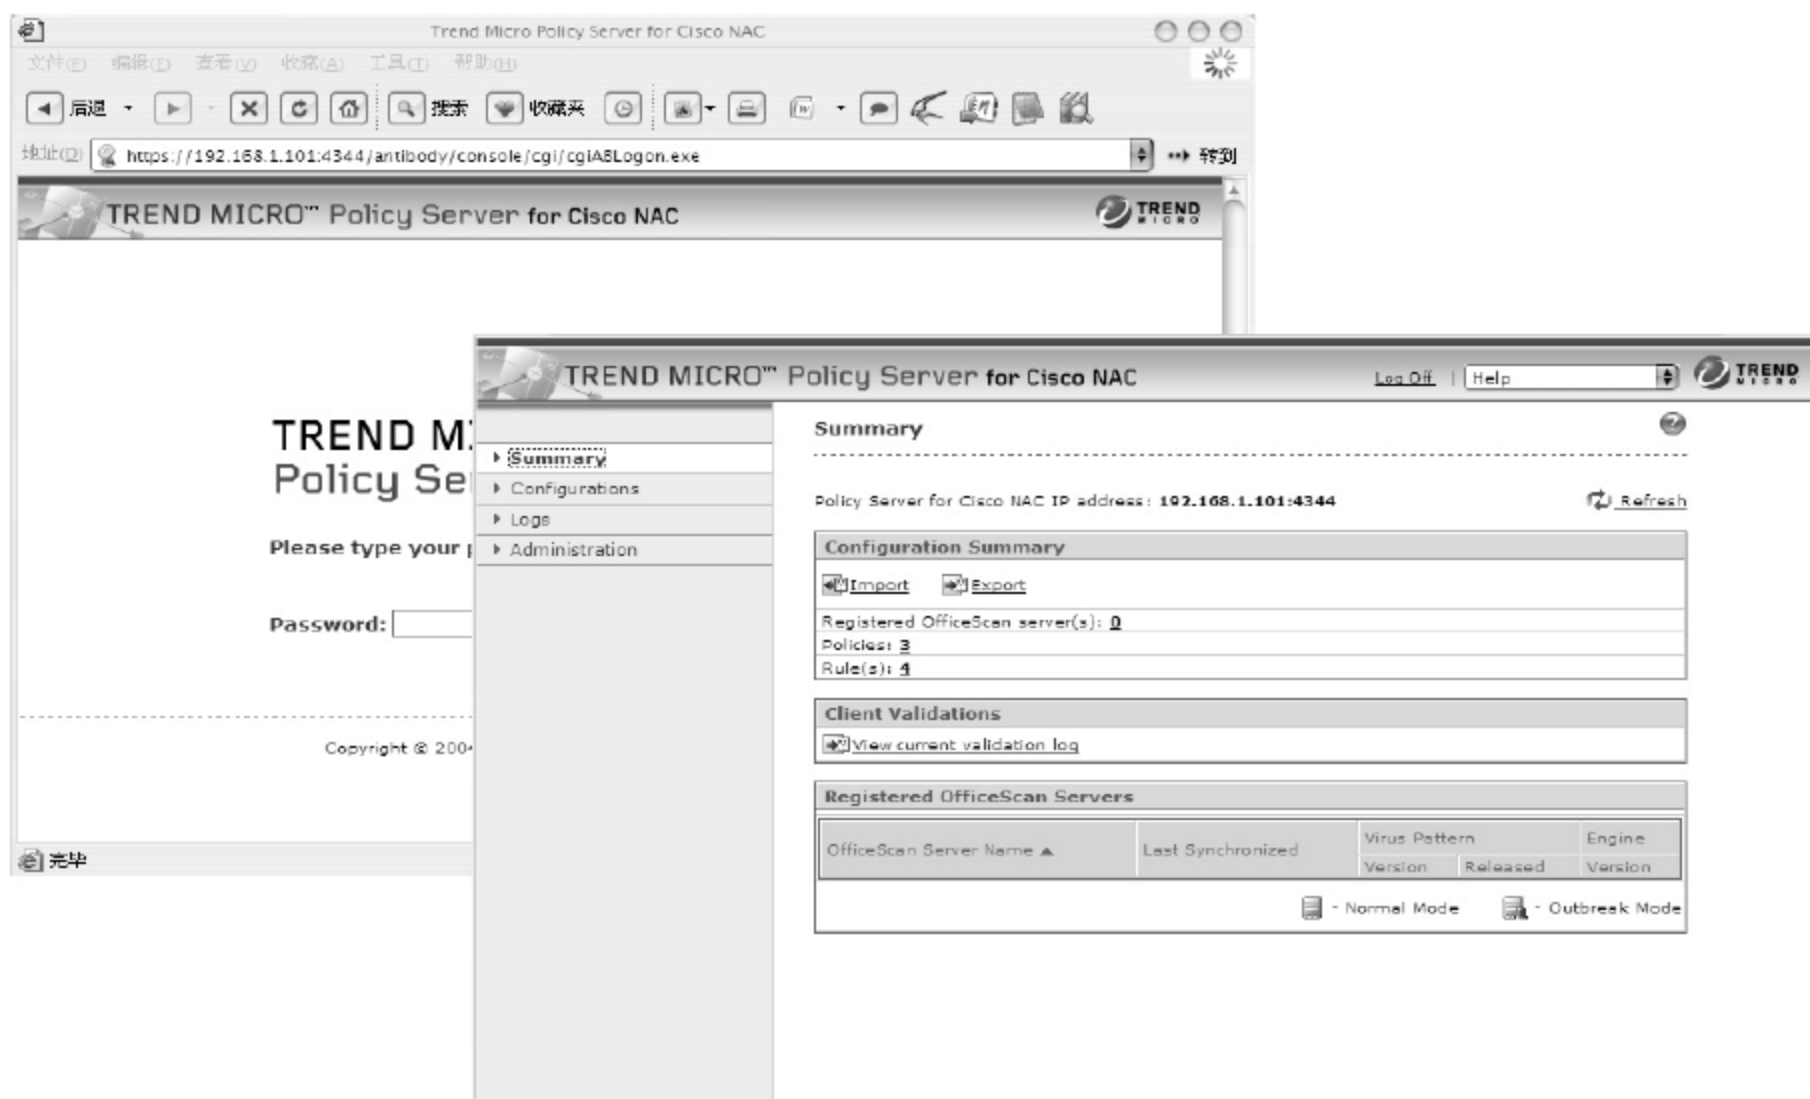 Trend Micro Policy Server for Cisco NAC
文件(F) 编辑(E) 查看(V) 收藏(A) 工具(T) 帮助(H)
后退 搜索 收藏夹
地址(D) https://192.168.1.101:4344/antibody/console/cgi/cgiABLogon.exe 转到
TREND MICRO™ Policy Server for Cisco NAC TREND MICRO
TREND MI
Policy Se
Please type your p
Password:
Copyright © 2004
完毕
TREND MICRO™ Policy Server for Cisco NAC Log Off | Help TREND MICRO
Summary
Configurations
Logs
Administration
Summary
Policy Server for Cisco NAC IP address: 192.168.1.101:4344 Refresh
Configuration Summary
Import Export
Registered OfficeScan server(s): 0
Policies: 3
Rule(s): 4
Client Validations
View current validation log
Registered OfficeScan Servers
OfficeScan Server Name ▲ Last Synchronized Virus Pattern Engine
Version Released Version
- Normal Mode - Outbreak Mode